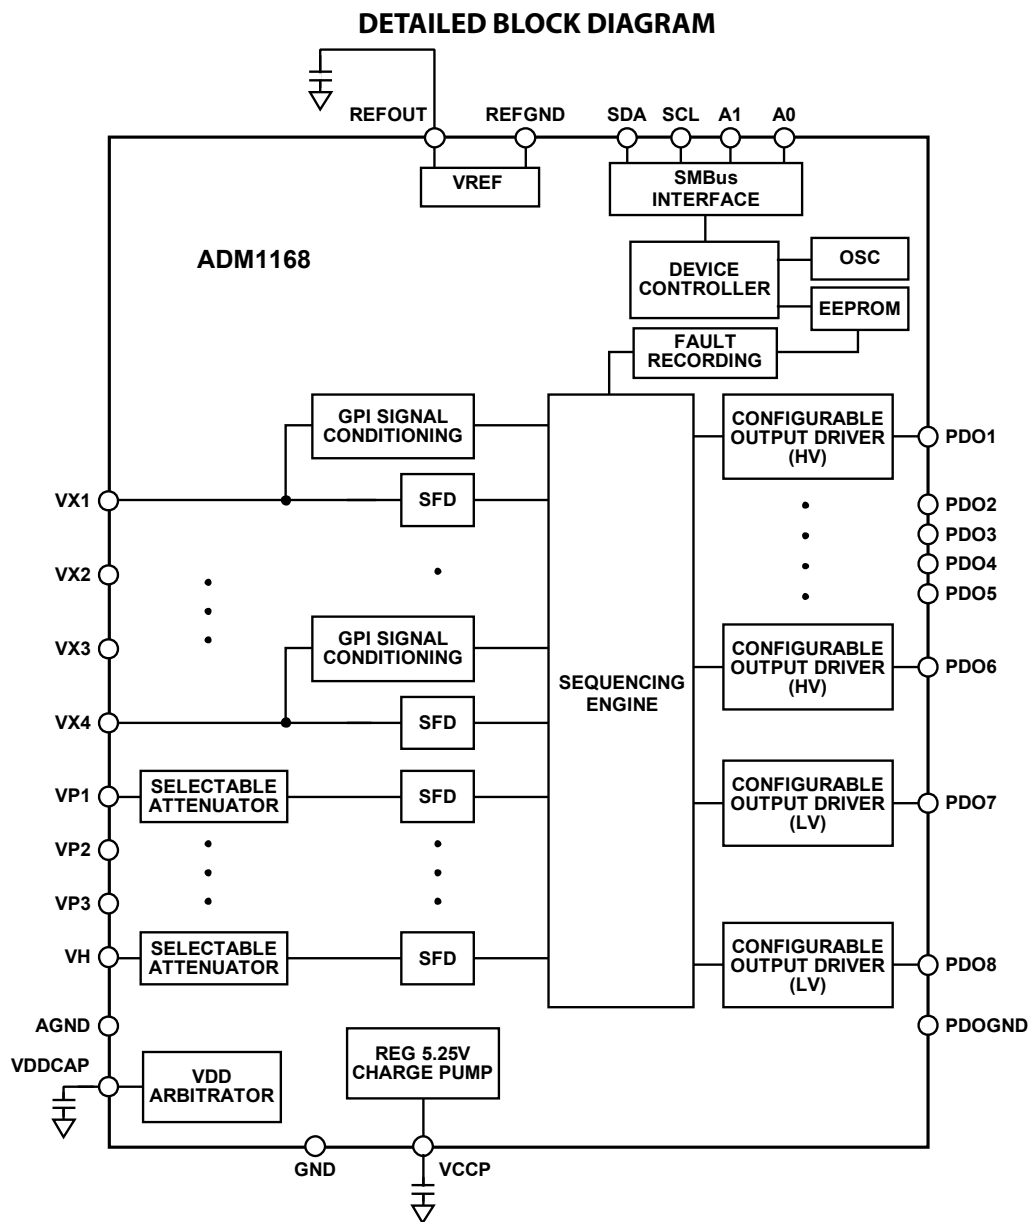 DETAILED BLOCK DIAGRAM
REFOUT
REFGND
SDA
SCL
A1
A0
VREF
SMBus
INTERFACE
ADM1168
DEVICE
CONTROLLER
OSC
EEPROM
FAULT
RECORDING
GPI SIGNAL
CONDITIONING
CONFIGURABLE
OUTPUT DRIVER
(HV)
PDO1
VX1
SFD
PDO2
PDO3
VX2
PDO4
PDO5
VX3
GPI SIGNAL
CONDITIONING
SEQUENCING
ENGINE
CONFIGURABLE
OUTPUT DRIVER
(HV)
PDO6
VX4
SFD
VP1
SELECTABLE
ATTENUATOR
SFD
CONFIGURABLE
OUTPUT DRIVER
(LV)
PDO7
VP2
VP3
VH
SELECTABLE
ATTENUATOR
SFD
CONFIGURABLE
OUTPUT DRIVER
(LV)
PDO8
AGND
PDOGND
VDDCAP
VDD
ARBITRATOR
REG 5.25V
CHARGE PUMP
GND
VCCP